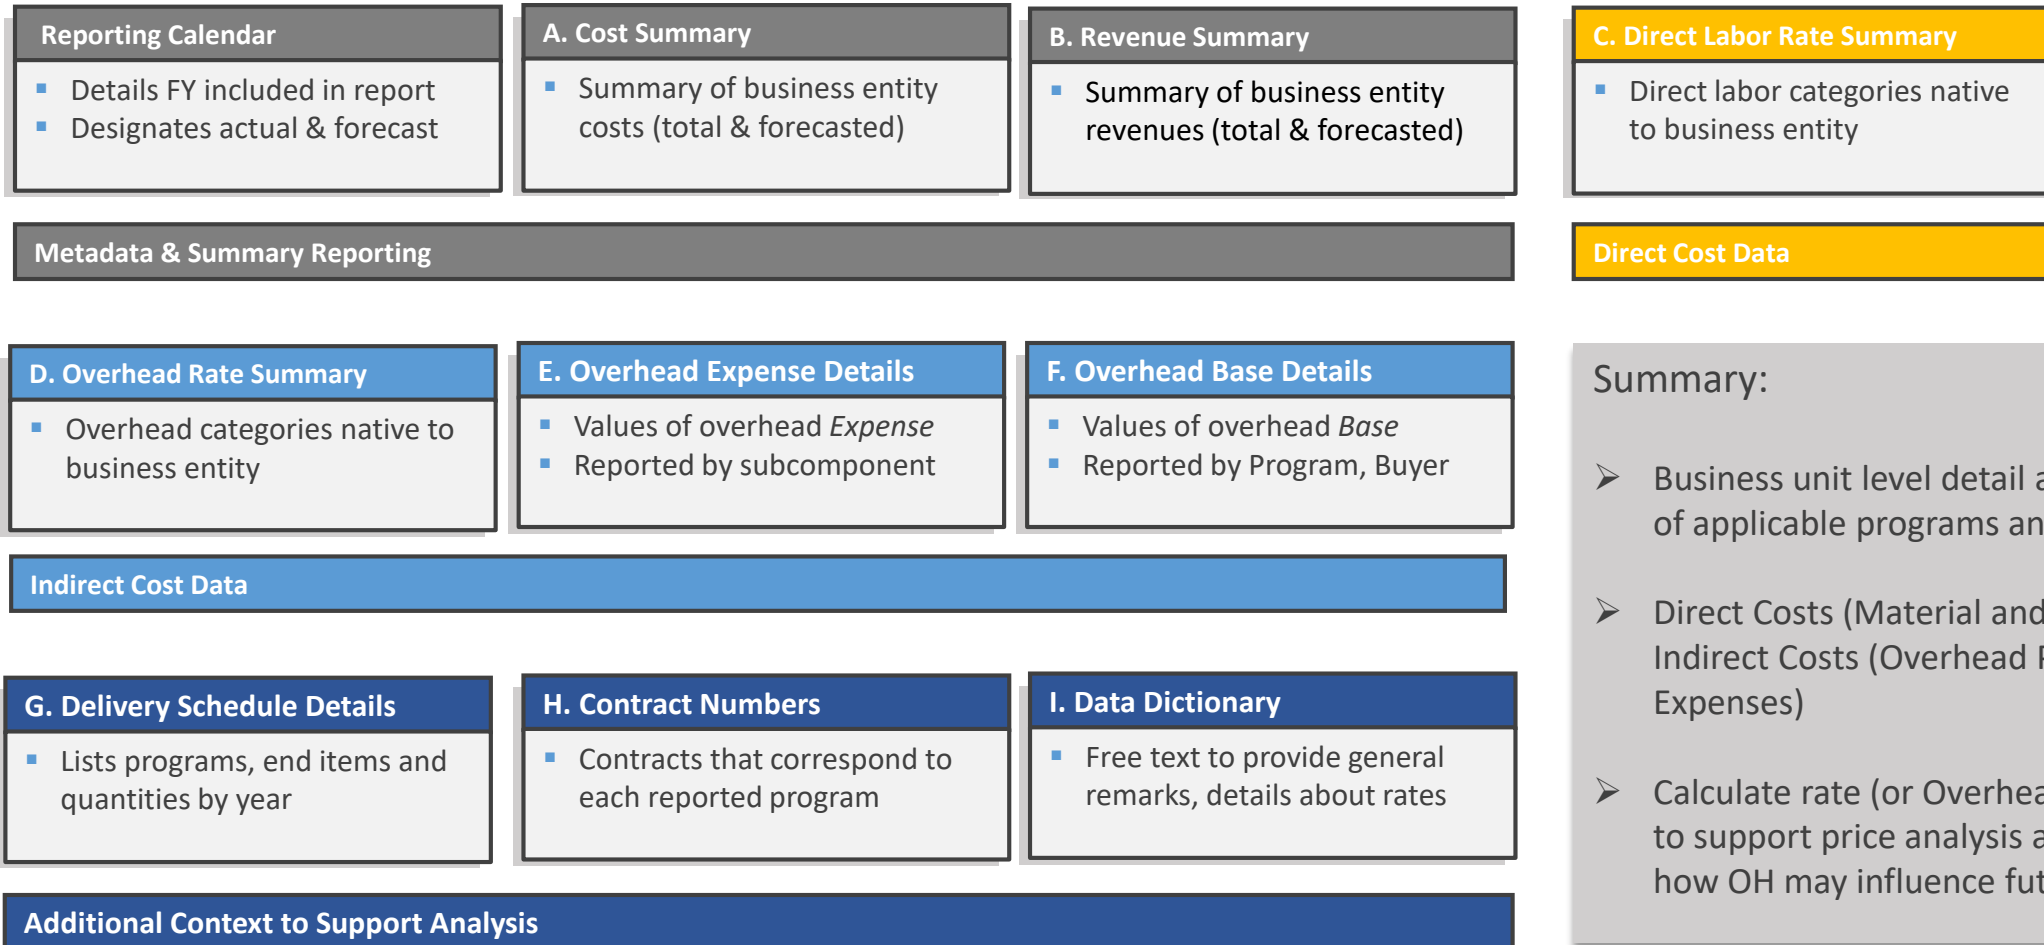 Reporting Calendar
Details FY included in report
Designates actual & forecast
A. Cost Summary
Summary of business entity
costs (total & forecasted)
B. Revenue Summary
Summary of business entity
revenues (total & forecasted)
C. Direct Labor Rate Summary
Direct labor categories native
to business entity
Metadata & Summary Reporting
Direct Cost Data
D. Overhead Rate Summary
Overhead categories native to
business entity
E. Overhead Expense Details
Values of overhead Expense
Reported by subcomponent
F. Overhead Base Details
Values of overhead Base
Reported by Program, Buyer
Indirect Cost Data
G. Delivery Schedule Details
Lists programs, end items and
quantities by year
H. Contract Numbers
Contracts that correspond to
each reported program
I. Data Dictionary
Free text to provide general
remarks, details about rates
Additional Context to Support Analysis
Summary:
Business unit level detail
of applicable programs
Direct Costs (Material and
Indirect Costs (Overhead
Expenses)
Calculate rate (or
to support price analysis
how OH may influence